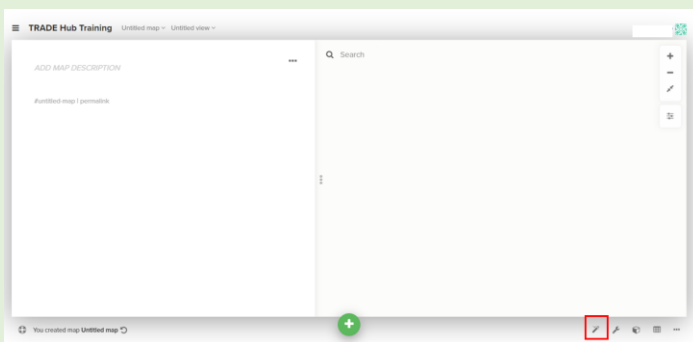 TRADE Hub Training Untitled map Untitled view
ADD MAP DESCRIPTION
Search
#untitled-map | permalink
You created map Untitled map